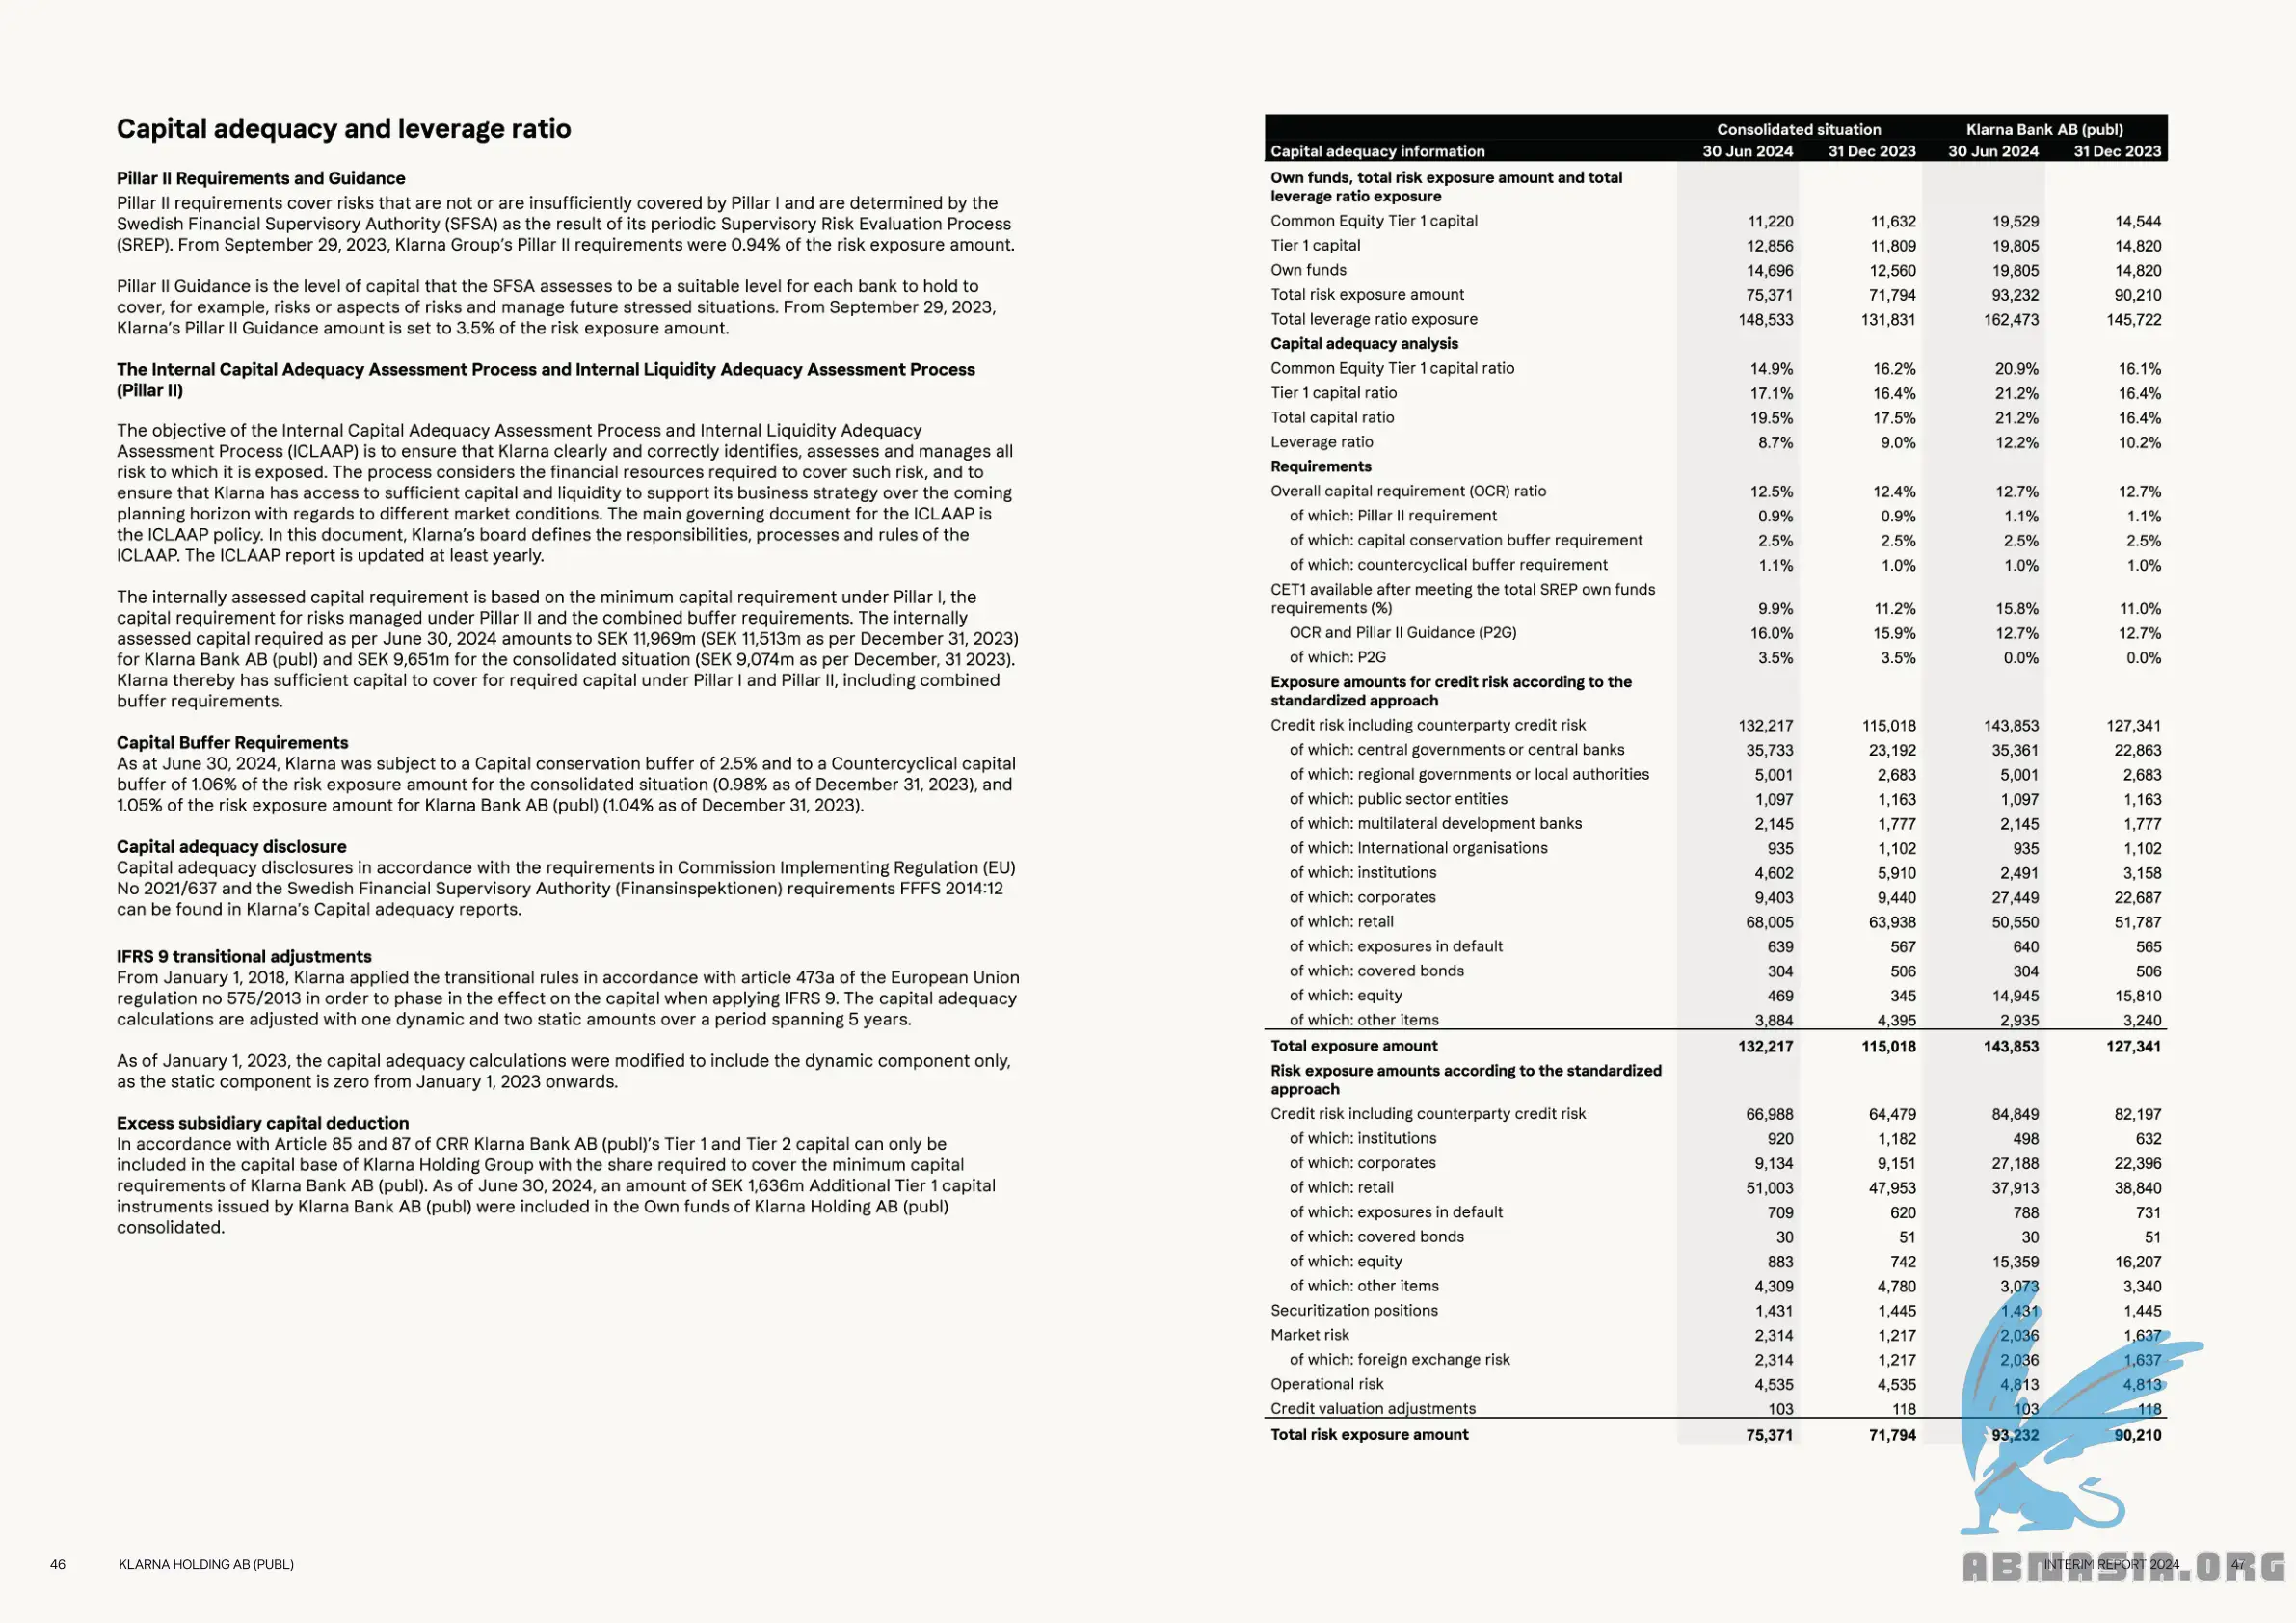 Capital adequacy and leverage ratio
Pillar II Requirements and Guidance
Pillar II requirements cover risks that are not or are insufficiently covered by Pillar I and are determined by the
Swedish Financial Supervisory Authority (SFSA) as the result of its periodic Supervisory Risk Evaluation Process
(SREP). From September 29, 2023, Klarna Group's Pillar II requirements were 0.94% of the risk exposure amount.
Pillar II Guidance is the level of capital that the SFSA assesses to be a suitable level for each bank to hold to
cover, for example, risks or aspects of risks and manage future stressed situations. From September 29, 2023,
Klarna's Pillar II Guidance amount is set to 3.5% of the risk exposure amount.
The Internal Capital Adequacy Assessment Process and Internal Liquidity Adequacy Assessment Process
(Pillar II)
The objective of the Internal Capital Adequacy Assessment Process and Internal Liquidity Adequacy
Assessment Process (ICLAAP) is to ensure that Klarna clearly and correctly identifies, assesses and manages all
risk to which it is exposed. The process considers the financial resources required to cover such risk, and to
ensure that Klarna has access to sufficient capital and liquidity to support its business strategy over the coming
planning horizon with regards to different market conditions. The main governing document for the ICLAAP is
the ICLAAP policy. In this document, Klarna's board defines the responsibilities, processes and rules of the
ICLAAP. The ICLAAP report is updated at least yearly.
The internally assessed capital requirement is based on the minimum capital requirement under Pillar I, the
capital requirement for risks managed under Pillar II and the combined buffer requirements. The internally
assessed capital required as per June 30, 2024 amounts to SEK 11,969m (SEK 11,513m as per December 31, 2023)
for Klarna Bank AB (publ) and SEK 9,651m for the consolidated situation (SEK 9,074m as per December, 31 2023).
Klarna thereby has sufficient capital to cover for required capital under Pillar I and Pillar II, including combined
buffer requirements.
Capital Buffer Requirements
As at June 30, 2024, Klarna was subject to a Capital conservation buffer of 2.5% and to a Countercyclical capital
buffer of 1.06% of the risk exposure amount for the consolidated situation (0.98% as of December 31, 2023), and
1.05% of the risk exposure amount for Klarna Bank AB (publ) (1.04% as of December 31, 2023).
Capital adequacy disclosure
Capital adequacy disclosures in accordance with the requirements in Commission Implementing Regulation (EU)
No 2021/637 and the Swedish Financial Supervisory Authority (Finansinspektionen) requirements FFFS 2014:12
can be found in Klarna's Capital adequacy reports.
IFRS 9 transitional adjustments
From January 1, 2018, Klarna applied the transitional rules in accordance with article 473a of the European Union
regulation no 575/2013 in order to phase in the effect on the capital when applying IFRS 9. The capital adequacy
calculations are adjusted with one dynamic and two static amounts over a period spanning 5 years.
As of January 1, 2023, the capital adequacy calculations were modified to include the dynamic component only,
as the static component is zero from January 1, 2023 onwards.
Excess subsidiary capital deduction
In accordance with Article 85 and 87 of CRR Klarna Bank AB (publ)'s Tier 1 and Tier 2 capital can only be
included in the capital base of Klarna Holding Group with the share required to cover the minimum capital
requirements of Klarna Bank AB (publ). As of June 30, 2024, an amount of SEK 1,636m Additional Tier 1 capital
instruments issued by Klarna Bank AB (publ) were included in the Own funds of Klarna Holding AB (publ)
consolidated.
46 KLARNA HOLDING AB (PUBL)
Consolidated situation Klarna Bank AB (publ)
Capital adequacy information 30 Jun 2024 31 Dec 2023 30 Jun 2024 31 Dec 2023
Own funds, total risk exposure amount and total
leverage ratio exposure
Common Equity Tier 1 capital 11,220 11,632 19,529 14,544
Tier 1 capital 12,856 11,809 19,805 14,820
Own funds 14,696 12,560 19,805 14,820
Total risk exposure amount 75,371 71,794 93,232 90,210
Total leverage ratio exposure 148,533 131,831 162,473 145,722
Capital adequacy analysis
Common Equity Tier 1 capital ratio 14.9% 16.2% 20.9% 16.1%
Tier 1 capital ratio 17.1% 16.4% 21.2% 16.4%
Total capital ratio 19.5% 17.5% 21.2% 16.4%
Leverage ratio 8.7% 9.0% 12.2% 10.2%
Requirements
Overall capital requirement (OCR) ratio 12.5% 12.4% 12.7% 12.7%
of which: Pillar II requirement 0.9% 0.9% 1.1% 1.1%
of which: capital conservation buffer requirement 2.5% 2.5% 2.5% 2.5%
of which: countercyclical buffer requirement 1.1% 1.0% 1.0% 1.0%
CET1 available after meeting the total SREP own funds
requirements (%) 9.9% 11.2% 15.8% 11.0%
OCR and Pillar II Guidance (P2G) 16.0% 15.9% 12.7% 12.7%
of which: P2G 3.5% 3.5% 0.0% 0.0%
Exposure amounts for credit risk according to the
standardized approach
Credit risk including counterparty credit risk 132,217 115,018 143,853 127,341
of which: central governments or central banks 35,733 23,192 35,361 22,863
of which: regional governments or local authorities 5,001 2,683 5,001 2,683
of which: public sector entities 1,097 1,163 1,097 1,163
of which: multilateral development banks 2,145 1,777 2,145 1,777
of which: International organisations 935 1,102 935 1,102
of which: institutions 4,602 5,910 2,491 3,158
of which: corporates 9,403 9,440 27,449 22,687
of which: retail 68,005 63,938 50,550 51,787
of which: exposures in default 639 567 640 565
of which: covered bonds 304 506 304 506
of which: equity 469 345 14,945 15,810
of which: other items 3,884 4,395 2,935 3,240
Total exposure amount 132,217 115,018 143,853 127,341
Risk exposure amounts according to the standardized
approach
Credit risk including counterparty credit risk 66,988 64,479 84,849 82,197
of which: institutions 920 1,182 498 632
of which: corporates 9,134 9,151 27,188 22,396
of which: retail 51,003 47,953 37,913 38,840
of which: exposures in default 709 620 788 731
of which: covered bonds 30 51 30 51
of which: equity 883 742 15,359 16,207
of which: other items 4,309 4,780 3,073 3,340
Securitization positions 1,431 1,445 1,431 1,445
Market risk 2,314 1,217 2,036 1,637
of which: foreign exchange risk 2,314 1,217 2,036 1,637
Operational risk 4,535 4,535 4,813 4,813
Credit valuation adjustments 103 118 103 118
Total risk exposure amount 75,371 71,794 93,232 90,210
INTERIM REPORT 2024 47
ABNASIA.ORG